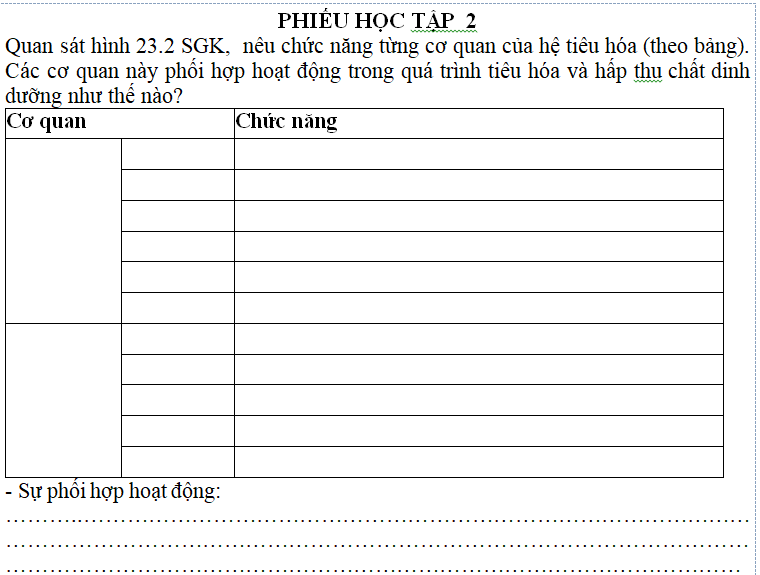 PHIẾU HỌC TẬP 2
Quan sát hình 23.2 SGK, nêu chức năng từng cơ quan của hệ tiêu hóa (theo bảng).
Các cơ quan này phối hợp hoạt động trong quá trình tiêu hóa và hấp thu chất dinh
dưỡng như thế nào?
Cơ quan Chức năng
- Sự phối hợp hoạt động: